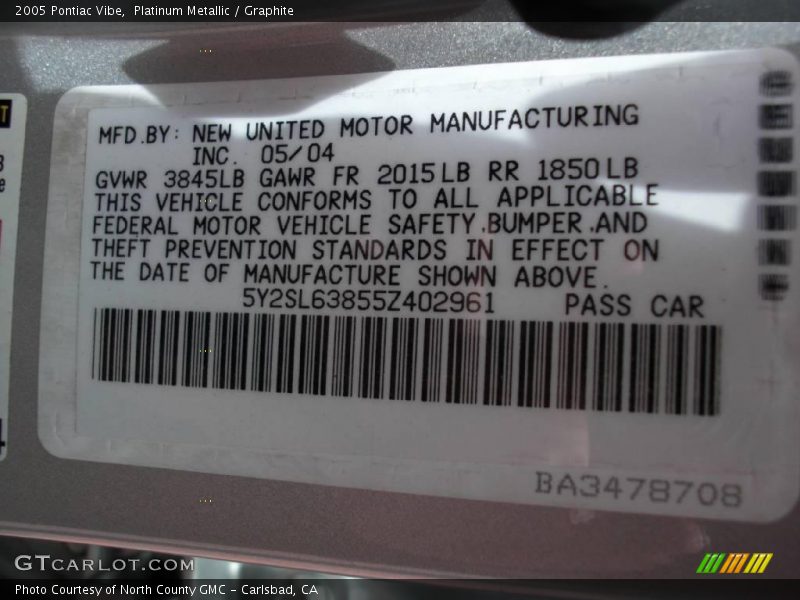 2005 Pontiac Vibe, Platinum Metallic / Graphite
MFD.BY: NEW UNITED MOTOR MANUFACTURING
INC. 05/04
GVWR 3845LB GAWR FR 2015LB RR 1850LB
THIS VEHICLE CONFORMS TO ALL APPLICABLE
FEDERAL MOTOR VEHICLE SAFETY,BUMPER,AND
THEFT PREVENTION STANDARDS IN EFFECT ON
THE DATE OF MANUFACTURE SHOWN ABOVE.
5Y2SL63855Z402961 PASS CAR
BA3478708
GTCARLOT.COM
Photo Courtesy of North County GMC - Carlsbad, CA